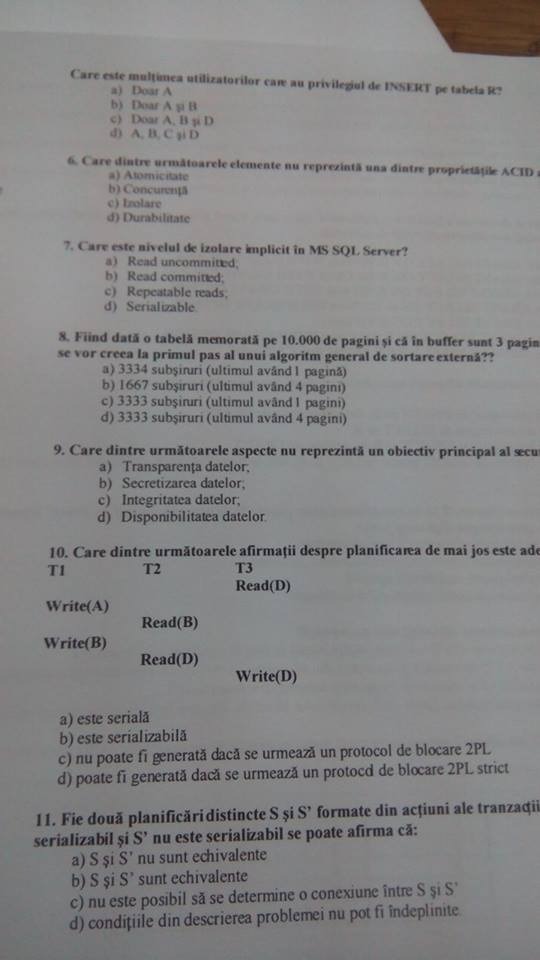 Care este mulțimea utilizatorilor care au privilegiul de INSERT pe tabela R?
a) Doar A
b) Doar A și B
c) Doar A, B și D
d) A, B, C și D
6. Care dintre următoarele elemente nu reprezintă una dintre proprietățile ACID
a) Atomicitate
b) Concurență
c) Izolare
d) Durabilitate
7. Care este nivelul de izolare implicit în MS SQL Server?
a) Read uncommitted;
b) Read committed;
c) Repeatable reads;
d) Serializable.
8. Fiind dată o tabelă memorată pe 10.000 de pagini și că în buffer sunt 3 pagin
se vor creea la primul pas al unui algoritm general de sortare externă??
a) 3334 subșiruri (ultimul având 1 pagină)
b) 1667 subșiruri (ultimul având 4 pagini)
c) 3333 subșiruri (ultimul având 1 pagini)
d) 3333 subșiruri (ultimul având 4 pagini)
9. Care dintre următoarele aspecte nu reprezintă un obiectiv principal al secu
a) Transparența datelor;
b) Secretizarea datelor;
c) Integritatea datelor;
d) Disponibilitatea datelor.
10. Care dintre următoarele afirmații despre planificarea de mai jos este ade
T1 T2 T3
Read(D)
Write(A)
Read(B)
Write(B)
Read(D)
Write(D)
a) este serială
b) este serializabilă
c) nu poate fi generată dacă se urmează un protocol de blocare 2PL
d) poate fi generată dacă se urmează un protocol de blocare 2PL strict
11. Fie două planificări distincte S și S' formate din acțiuni ale tranzacții
serializabil și S' nu este serializabil se poate afirma că:
a) S și S' nu sunt echivalente
b) S și S' sunt echivalente
c) nu este posibil să se determine o conexiune între S și S'
d) condițiile din descrierea problemei nu pot fi îndeplinite.